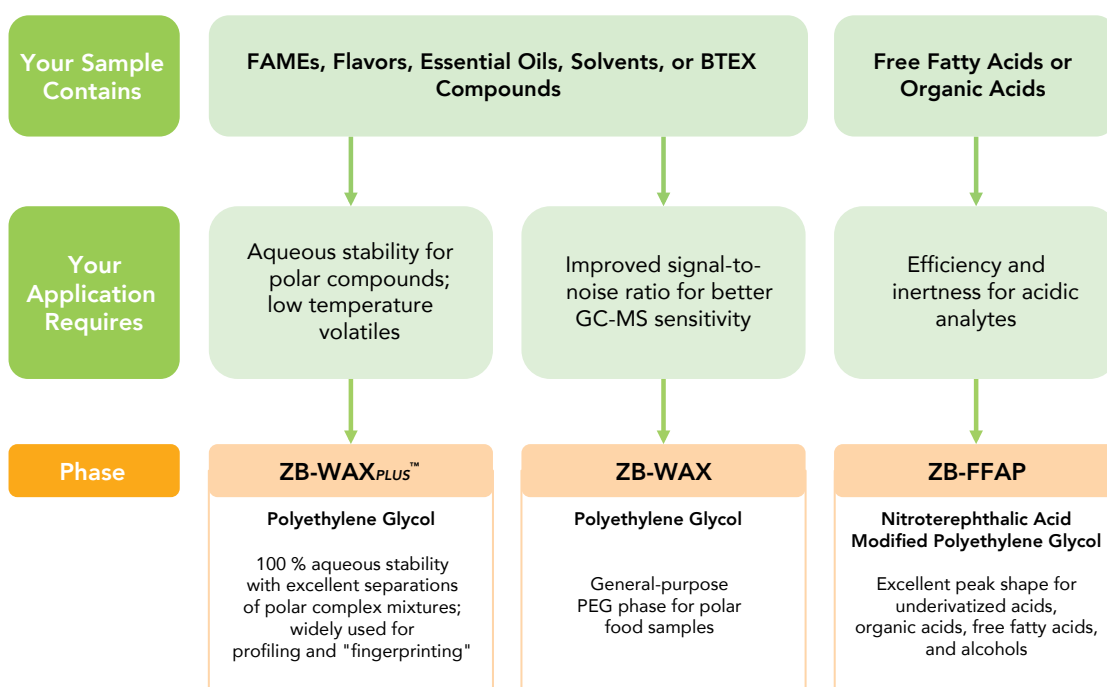 Your Sample
Contains
FAMEs, Flavors, Essential Oils, Solvents, or BTEX
Compounds
Free Fatty Acids or
Organic Acids
Your
Application
Requires
Aqueous stability for
polar compounds;
low temperature
volatiles
Improved signal-to-
noise ratio for better
GC-MS sensitivity
Efficiency and
inertness for acidic
analytes
Phase
ZB-WAXPLUS™
Polyethylene Glycol
100 % aqueous stability
with excellent separations
of polar complex mixtures;
widely used for
profiling and "fingerprinting"
ZB-WAX
Polyethylene Glycol
General-purpose
PEG phase for polar
food samples
ZB-FFAP
Nitroterephthalic Acid
Modified Polyethylene Glycol
Excellent peak shape for
underivatized acids,
organic acids, free fatty acids,
and alcohols